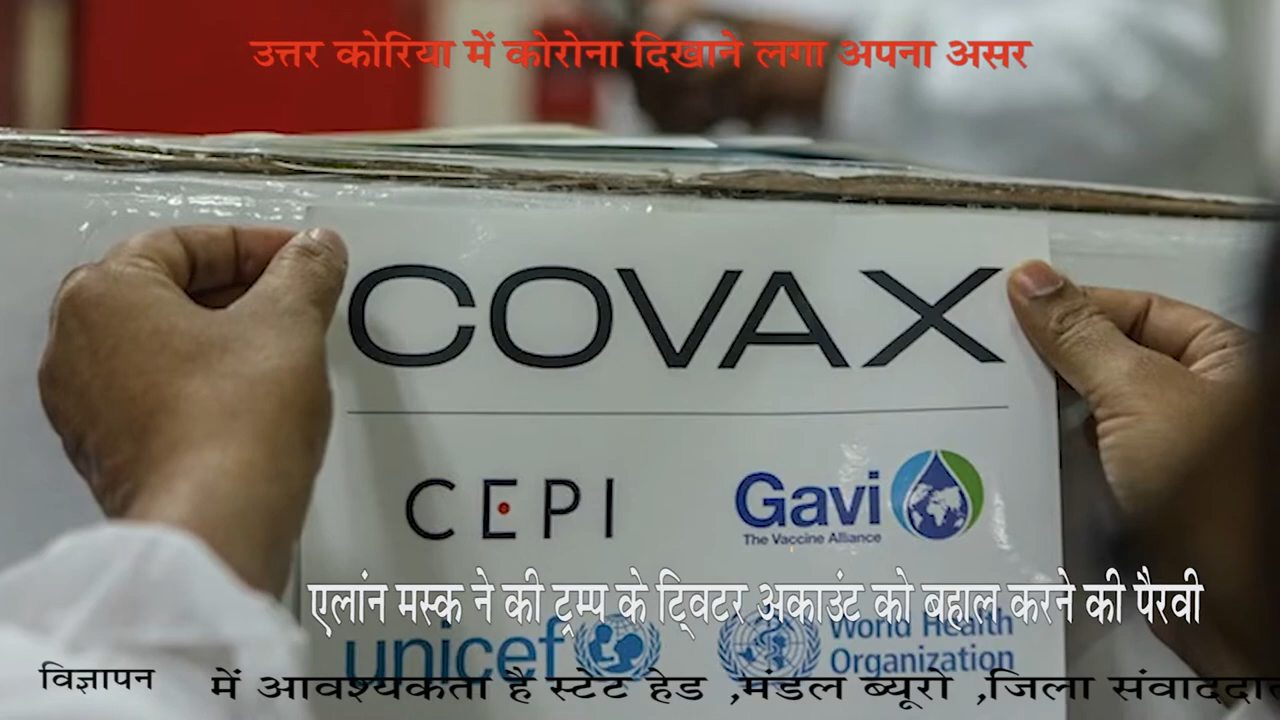 उत्तर कोरिया में कोरोना दिखाने लगा अपना असर
COVAX
CEPI
Gavi
The Vaccine Alliance
एलांन मस्क ने की ट्रम्प के ट्विटर अकाउंट को बहाल करने की पैरवी
unicef
World Health
Organization
विज्ञापन
में आवश्यकता है स्टेट हेड ,मंडल ब्यूरो ,जिला